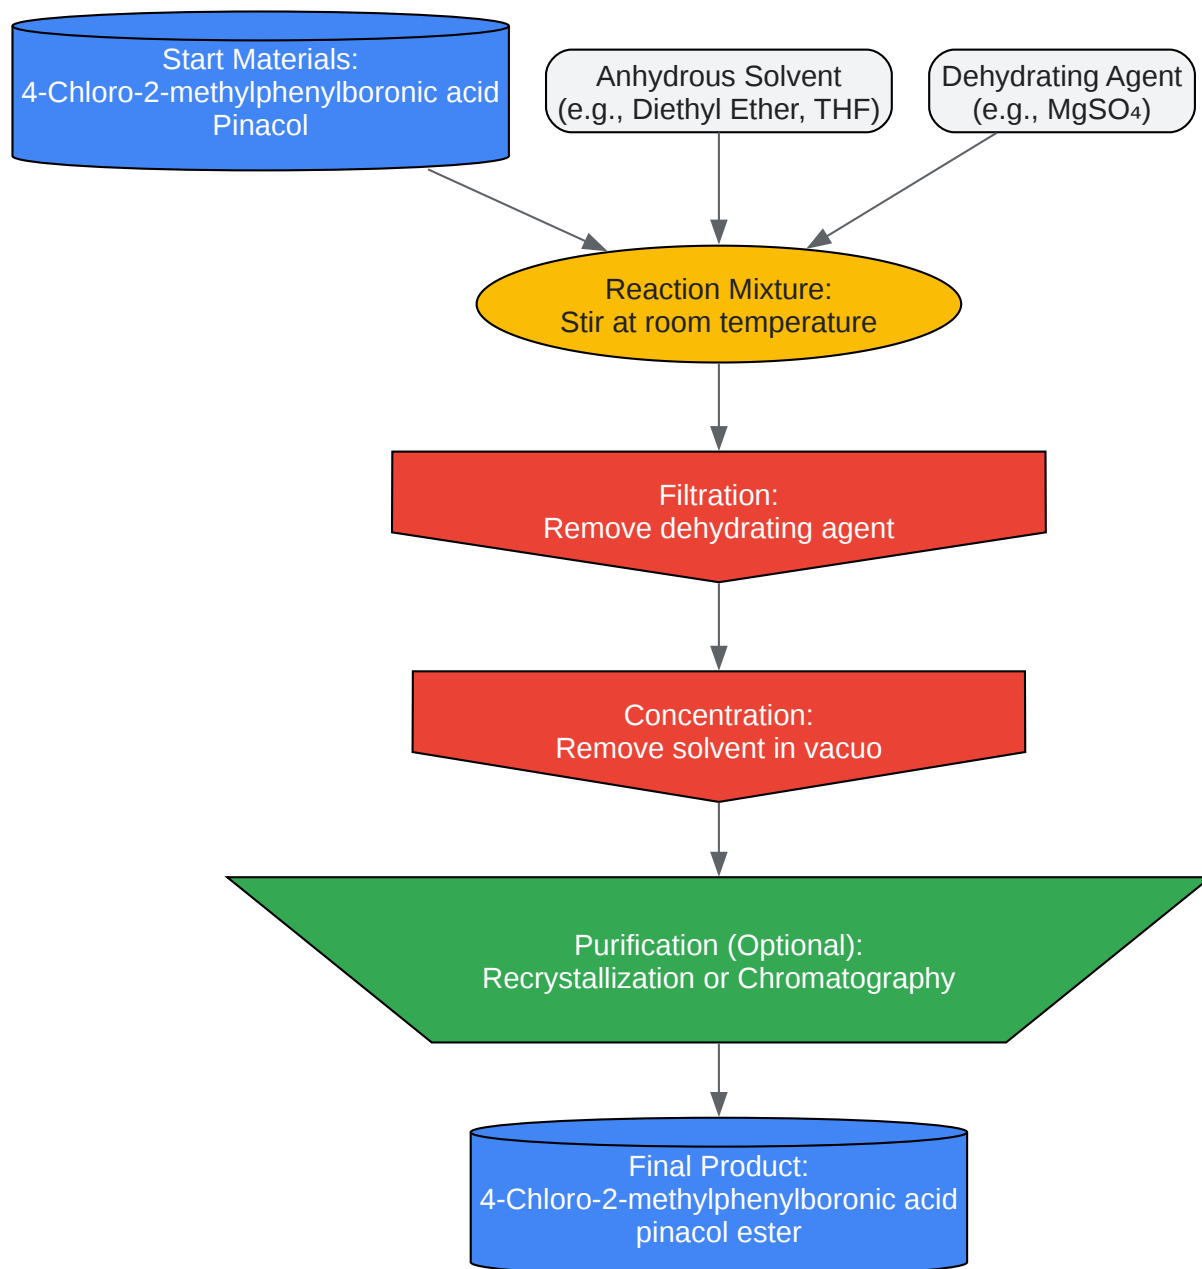 Start Materials:
4-Chloro-2-methylphenylboronic acid
Pinacol
Anhydrous Solvent
(e.g., Diethyl Ether, THF)
Dehydrating Agent
(e.g., MgSO₄)
Reaction Mixture:
Stir at room temperature
Filtration:
Remove dehydrating agent
Concentration:
Remove solvent in vacuo
Purification (Optional):
Recrystallization or Chromatography
Final Product:
4-Chloro-2-methylphenylboronic acid
pinacol ester